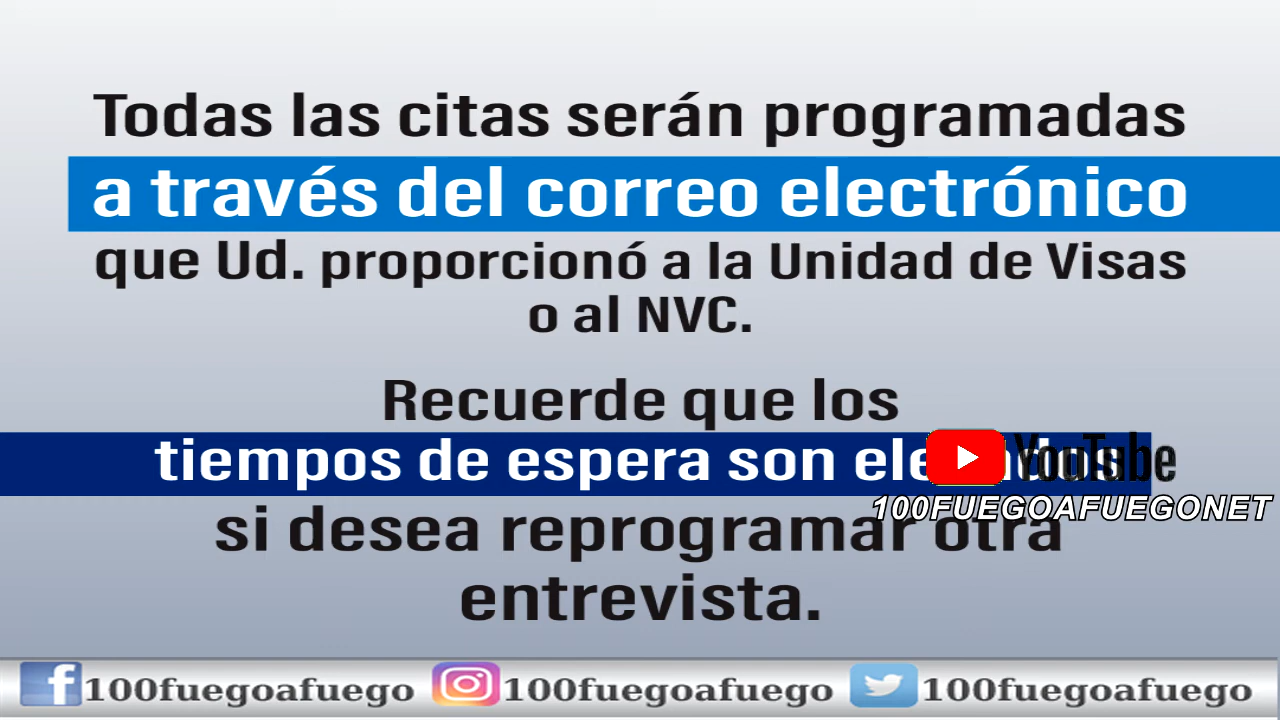 Todas las citas serán programadas
a través del correo electrónico
que Ud. proporcionó a la Unidad de Visas
o al NVC.
Recuerde que los
tiempos de espera son elevados
YouTube
100FUEGOAFUEGONET
si desea reprogramar otra
entrevista.
100fuegoafuego 100fuegoafuego 100fuegoafuego